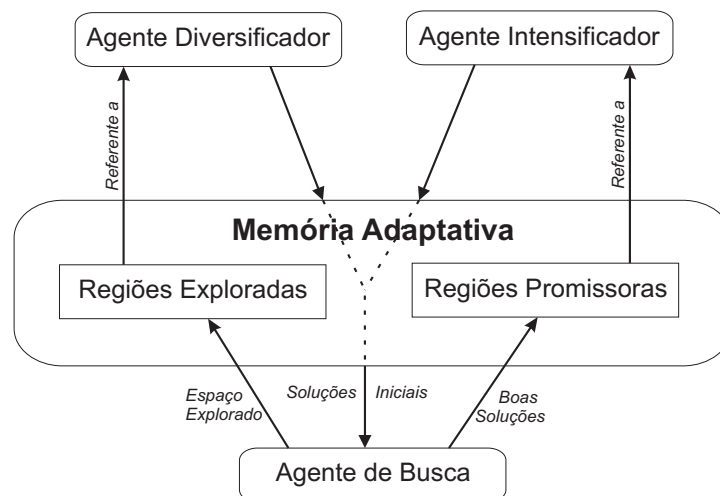 Agente Diversificador
Agente Intensificador
Referente a
Referente a
Memória Adaptativa
Regiões Exploradas
Regiões Promissoras
Espaço
Explorado
Soluções
Iniciais
Boas
Soluções
Agente de Busca